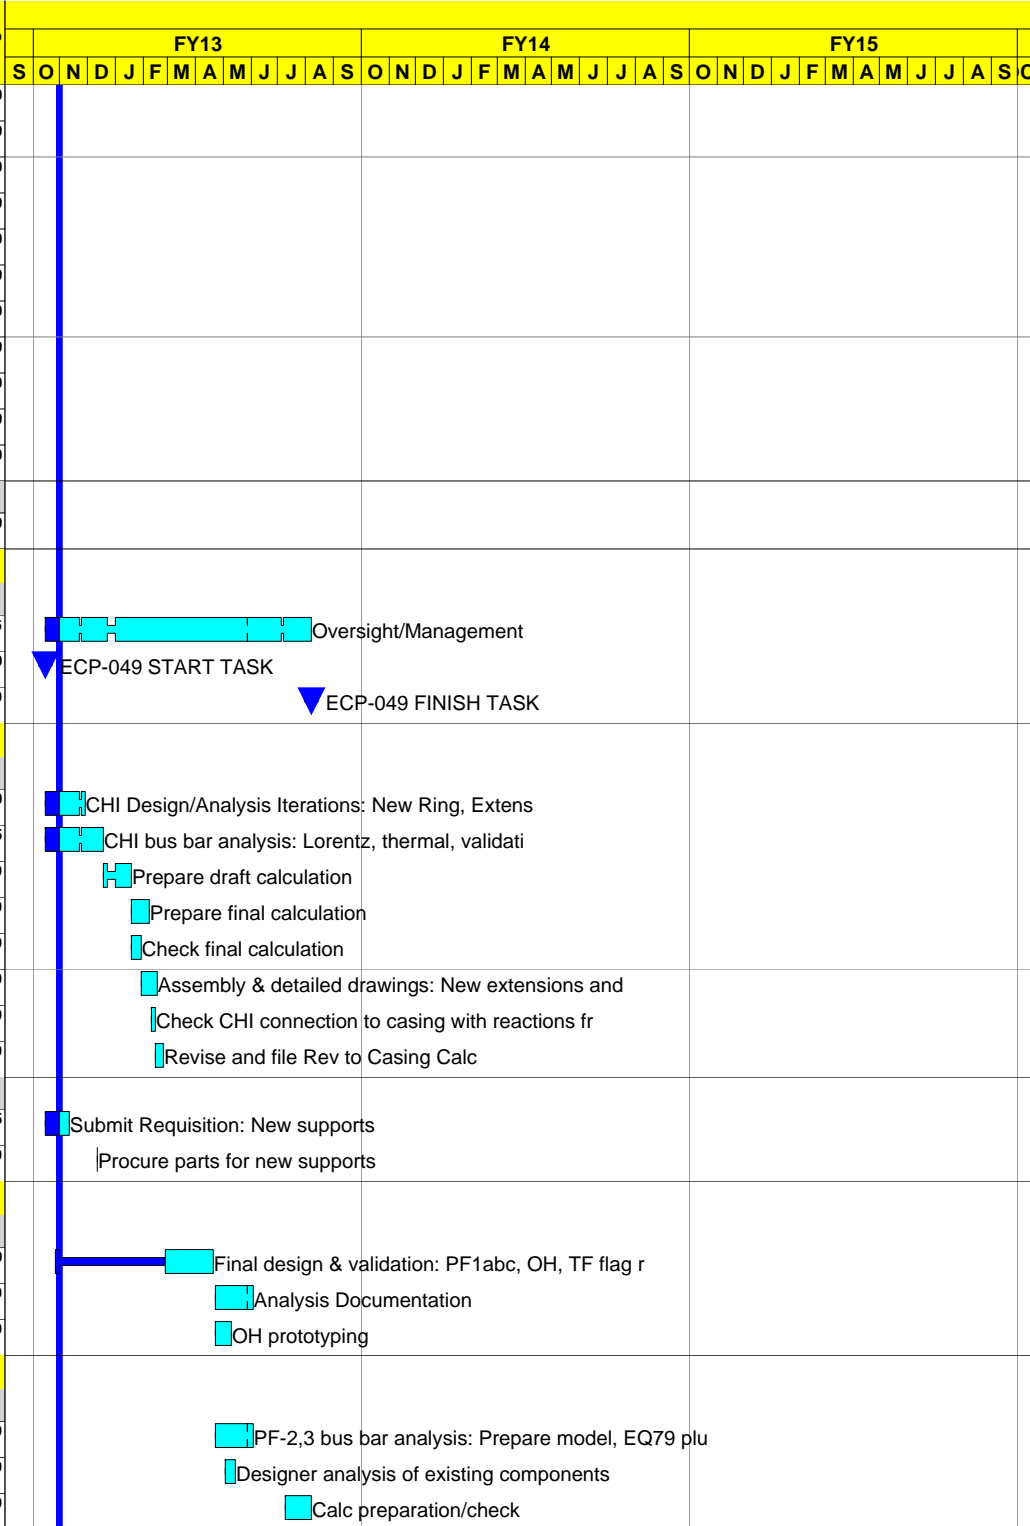 FY13 FY14 FY15
S O N D J F M A M J J A S O N D J F M A M J J A S O N D J F M A M J J A S
Oversight/Management
ECP-049 START TASK
ECP-049 FINISH TASK
CHI Design/Analysis Iterations: New Ring, Extens
CHI bus bar analysis: Lorentz, thermal, validati
Prepare draft calculation
Prepare final calculation
Check final calculation
Assembly & detailed drawings: New extensions and
Check CHI connection to casing with reactions fr
Revise and file Rev to Casing Calc
Submit Requisition: New supports
Procure parts for new supports
Final design & validation: PF1abc, OH, TF flag r
Analysis Documentation
OH prototyping
PF-2,3 bus bar analysis: Prepare model, EQ79 plu
Designer analysis of existing components
Calc preparation/check